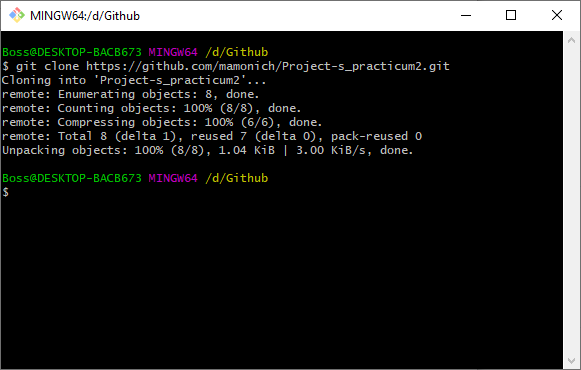 MINGW64:/d/Github
Boss@DESKTOP-BACB673 MINGW64 /d/Github
$ git clone https://github.com/mamonich/Project-s_practicum2.git
Cloning into 'Project-s_practicum2'...
remote: Enumerating objects: 8, done.
remote: Counting objects: 100% (8/8), done.
remote: Compressing objects: 100% (6/6), done.
remote: Total 8 (delta 1), reused 7 (delta 0), pack-reused 0
Unpacking objects: 100% (8/8), 1.04 KiB | 3.00 KiB/s, done.
Boss@DESKTOP-BACB673 MINGW64 /d/Github
$